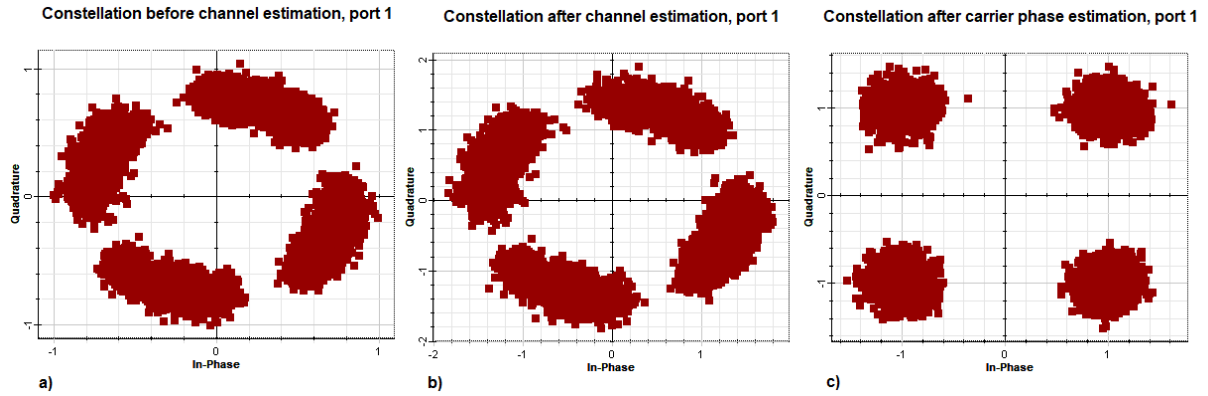 Constellation before channel estimation, port 1
Quadrature
1
0
-1
-1
0
1
In-Phase
a)
Constellation after channel estimation, port 1
Quadrature
2
1
0
-1
-2
-2
-1
0
1
In-Phase
b)
Constellation after carrier phase estimation, port 1
Quadrature
1
0
-1
-1
0
1
In-Phase
c)